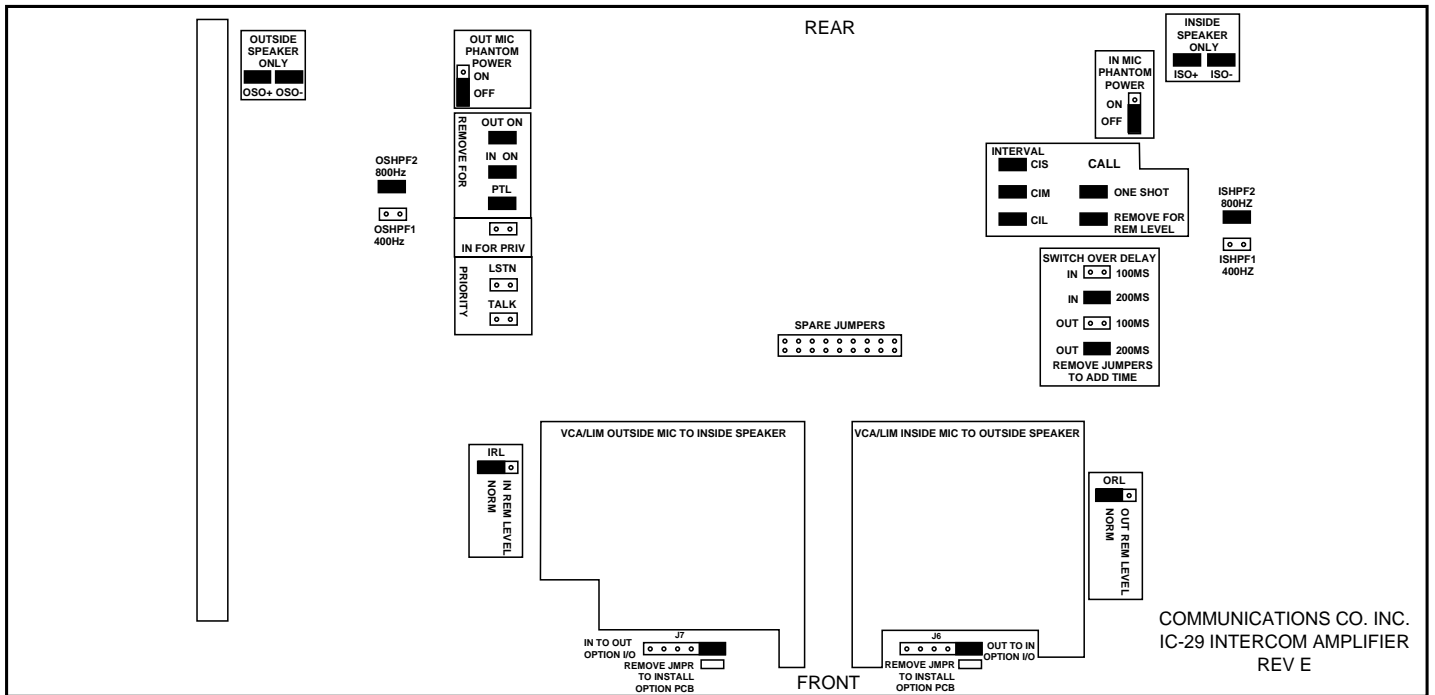 REAR
OUTSIDE
SPEAKER
ONLY
OSO+ OSO-
OUT MIC
PHANTOM
POWER
ON
OFF
REMOVE FOR
OUT ON
IN ON
PTL
IN FOR PRIV
PRIORITY
LSTN
TALK
OSHPF2
800Hz
OSHPF1
400Hz
INSIDE
SPEAKER
ONLY
ISO+ ISO-
IN MIC
PHANTOM
POWER
ON
OFF
INTERVAL
CALL
CIS
CIM
ONE SHOT
CIL
REMOVE FOR
REM LEVEL
ISHPF2
800HZ
ISHPF1
400HZ
SWITCH OVER DELAY
IN 100MS
IN 200MS
OUT 100MS
OUT 200MS
REMOVE JUMPERS
TO ADD TIME
SPARE JUMPERS
IRL
IN REM LEVEL
NORM
VCA/LIM OUTSIDE MIC TO INSIDE SPEAKER
VCA/LIM INSIDE MIC TO OUTSIDE SPEAKER
ORL
OUT REM LEVEL
NORM
J7
IN TO OUT
OPTION I/O
REMOVE JMPR
TO INSTALL
OPTION PCB
J6
OUT TO IN
OPTION I/O
REMOVE JMPR
TO INSTALL
OPTION PCB
FRONT
COMMUNICATIONS CO. INC.
IC-29 INTERCOM AMPLIFIER
REV E